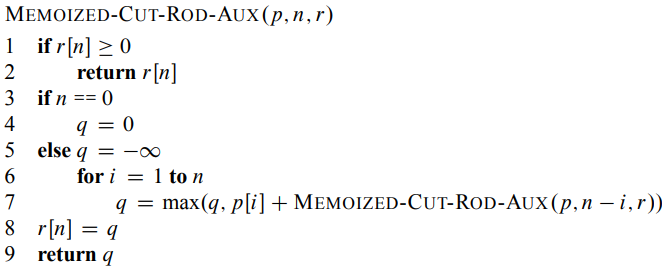 MEMOIZED-CUT-ROD-AUX(p, n, r)
1 if r[n] ≥ 0
2 return r[n]
3 if n == 0
4 q = 0
5 else q = −∞
6 for i = 1 to n
7 q = max(q, p[i] + MEMOIZED-CUT-ROD-AUX(p, n − i, r))
8 r[n] = q
9 return q